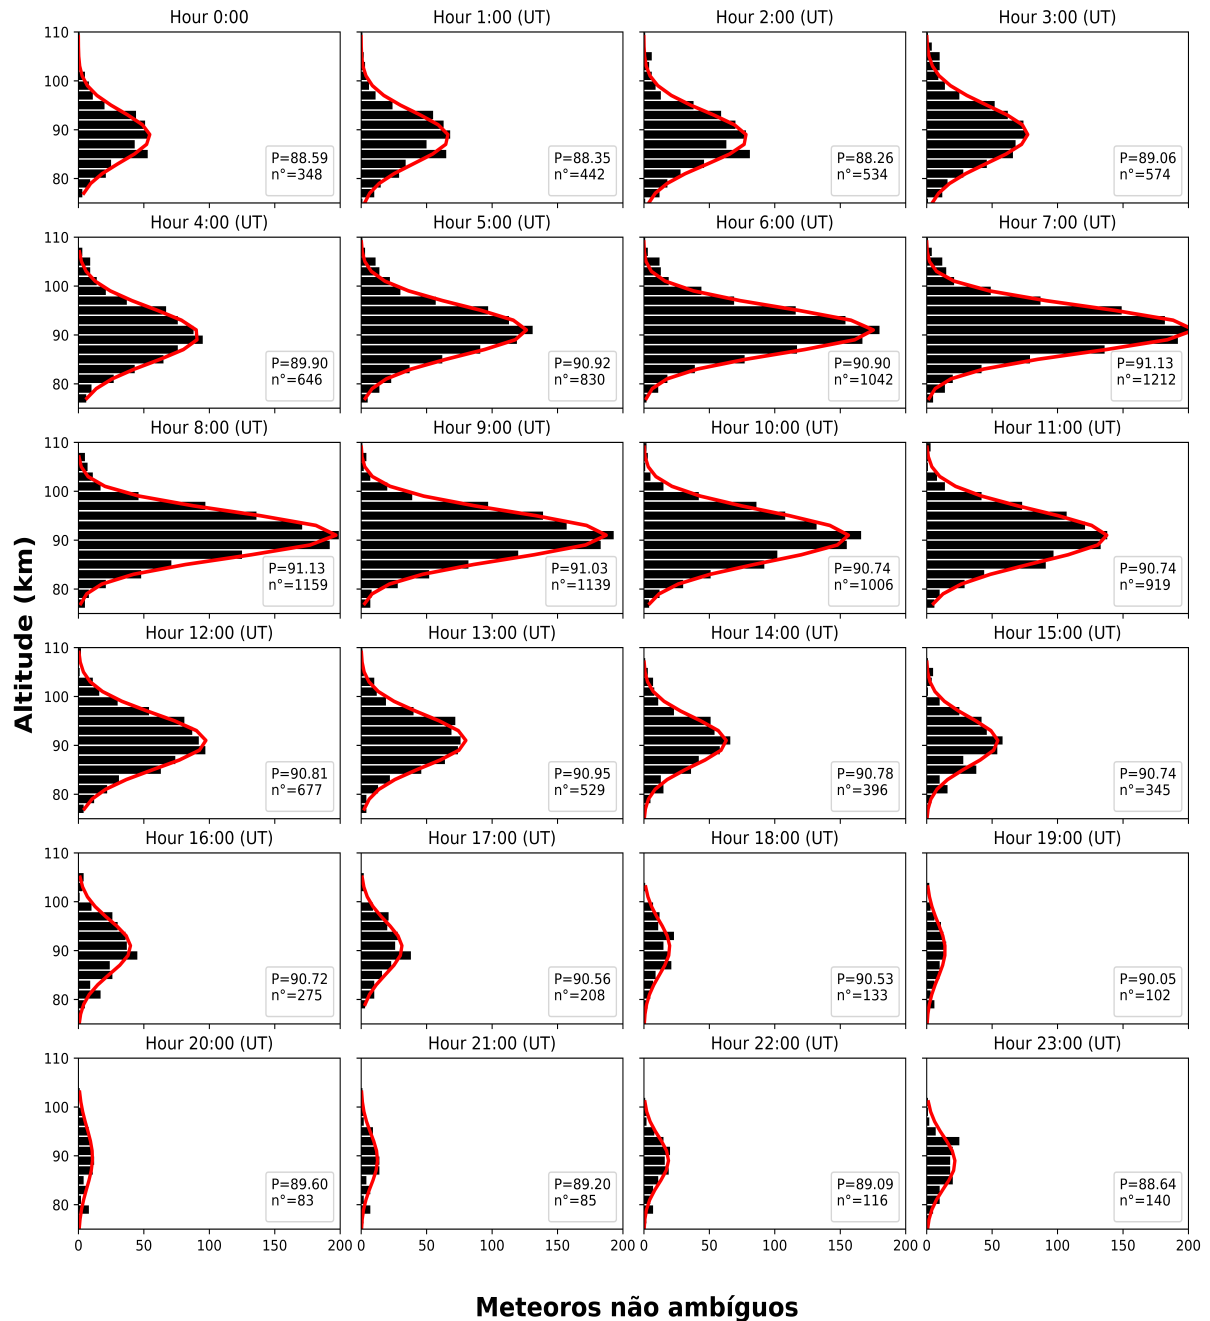 Hour 0:00
Hour 1:00 (UT)
Hour 2:00 (UT)
Hour 3:00 (UT)
110
100
90
80
P=88.59
n°=348
P=88.35
n°=442
P=88.26
n°=534
P=89.06
n°=574
Hour 4:00 (UT)
Hour 5:00 (UT)
Hour 6:00 (UT)
Hour 7:00 (UT)
110
100
90
80
P=89.90
n°=646
P=90.92
n°=830
P=90.90
n°=1042
P=91.13
n°=1212
Hour 8:00 (UT)
Hour 9:00 (UT)
Hour 10:00 (UT)
Hour 11:00 (UT)
110
100
90
80
P=91.13
n°=1159
P=91.03
n°=1139
P=90.74
n°=1006
P=90.74
n°=919
Altitude (km)
Hour 12:00 (UT)
Hour 13:00 (UT)
Hour 14:00 (UT)
Hour 15:00 (UT)
110
100
90
80
P=90.81
n°=677
P=90.95
n°=529
P=90.78
n°=396
P=90.74
n°=345
Hour 16:00 (UT)
Hour 17:00 (UT)
Hour 18:00 (UT)
Hour 19:00 (UT)
110
100
90
80
P=90.72
n°=275
P=90.56
n°=208
P=90.53
n°=133
P=90.05
n°=102
Hour 20:00 (UT)
Hour 21:00 (UT)
Hour 22:00 (UT)
Hour 23:00 (UT)
110
100
90
80
P=89.60
n°=83
P=89.20
n°=85
P=89.09
n°=116
P=88.64
n°=140
0 50 100 150 200
0 50 100 150 200
0 50 100 150 200
0 50 100 150 200
Meteoros não ambíguos